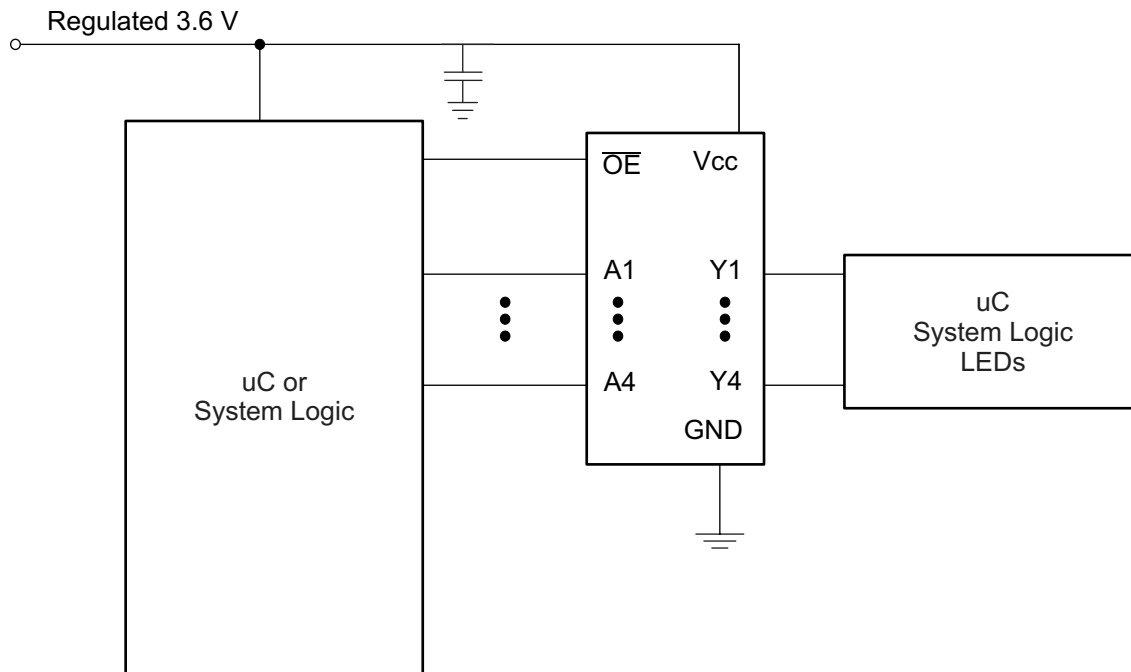 Regulated 3.6 V
OE Vcc
A1 Y1
A4 Y4
GND
uC or
System Logic
uC
System Logic
LEDs